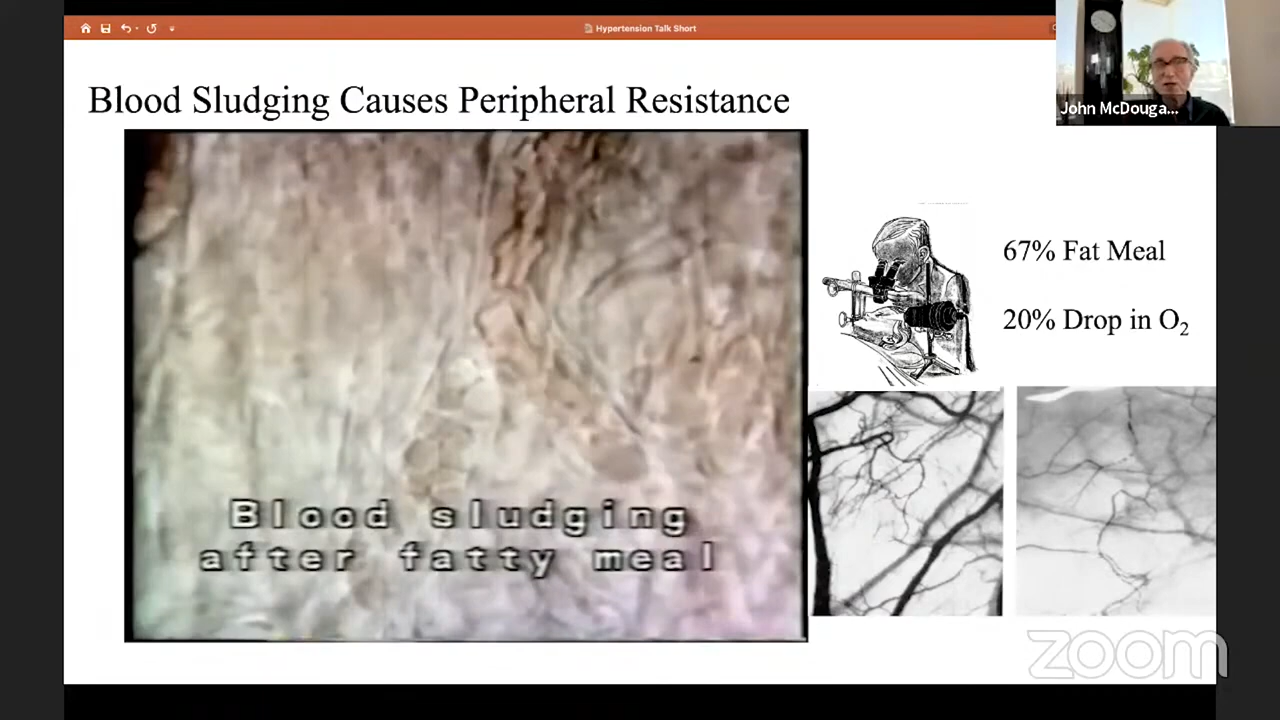 Hypertension Talk Short
John McDouga...
Blood Sludging Causes Peripheral Resistance
67% Fat Meal
20% Drop in O₂
Blood sludging
after fatty meal
zoom